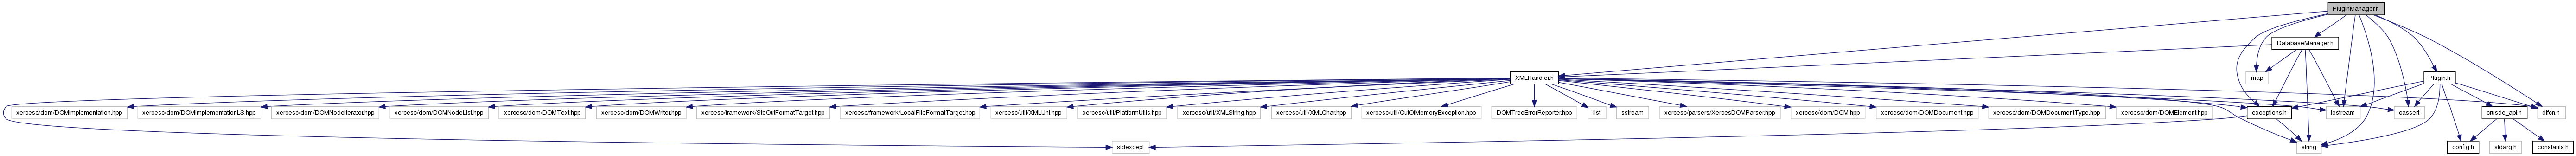 PluginManager.h
DatabaseManager.h
XMLHandler.h
map
Plugin.h
xercesc/dom/DOMImplementation.hpp
xercesc/dom/DOMImplementationLS.hpp
xercesc/dom/DOMNodeIterator.hpp
xercesc/dom/DOMNodeList.hpp
xercesc/dom/DOMText.hpp
xercesc/dom/DOMWriter.hpp
xercesc/framework/StdOutFormatTarget.hpp
xercesc/framework/LocalFileFormatTarget.hpp
xercesc/util/XMLUni.hpp
xercesc/util/PlatformUtils.hpp
xercesc/util/XMLString.hpp
xercesc/util/XMLChar.hpp
xercesc/util/OutOfMemoryException.hpp
DOMTreeErrorReporter.hpp
list
sstream
xercesc/parsers/XercesDOMParser.hpp
xercesc/dom/DOM.hpp
xercesc/dom/DOMDocument.hpp
xercesc/dom/DOMDocumentType.hpp
xercesc/dom/DOMElement.hpp
exceptions.h
iostream
cassert
crusde_api.h
dlfcn.h
stdexcept
string
config.h
stdarg.h
constants.h